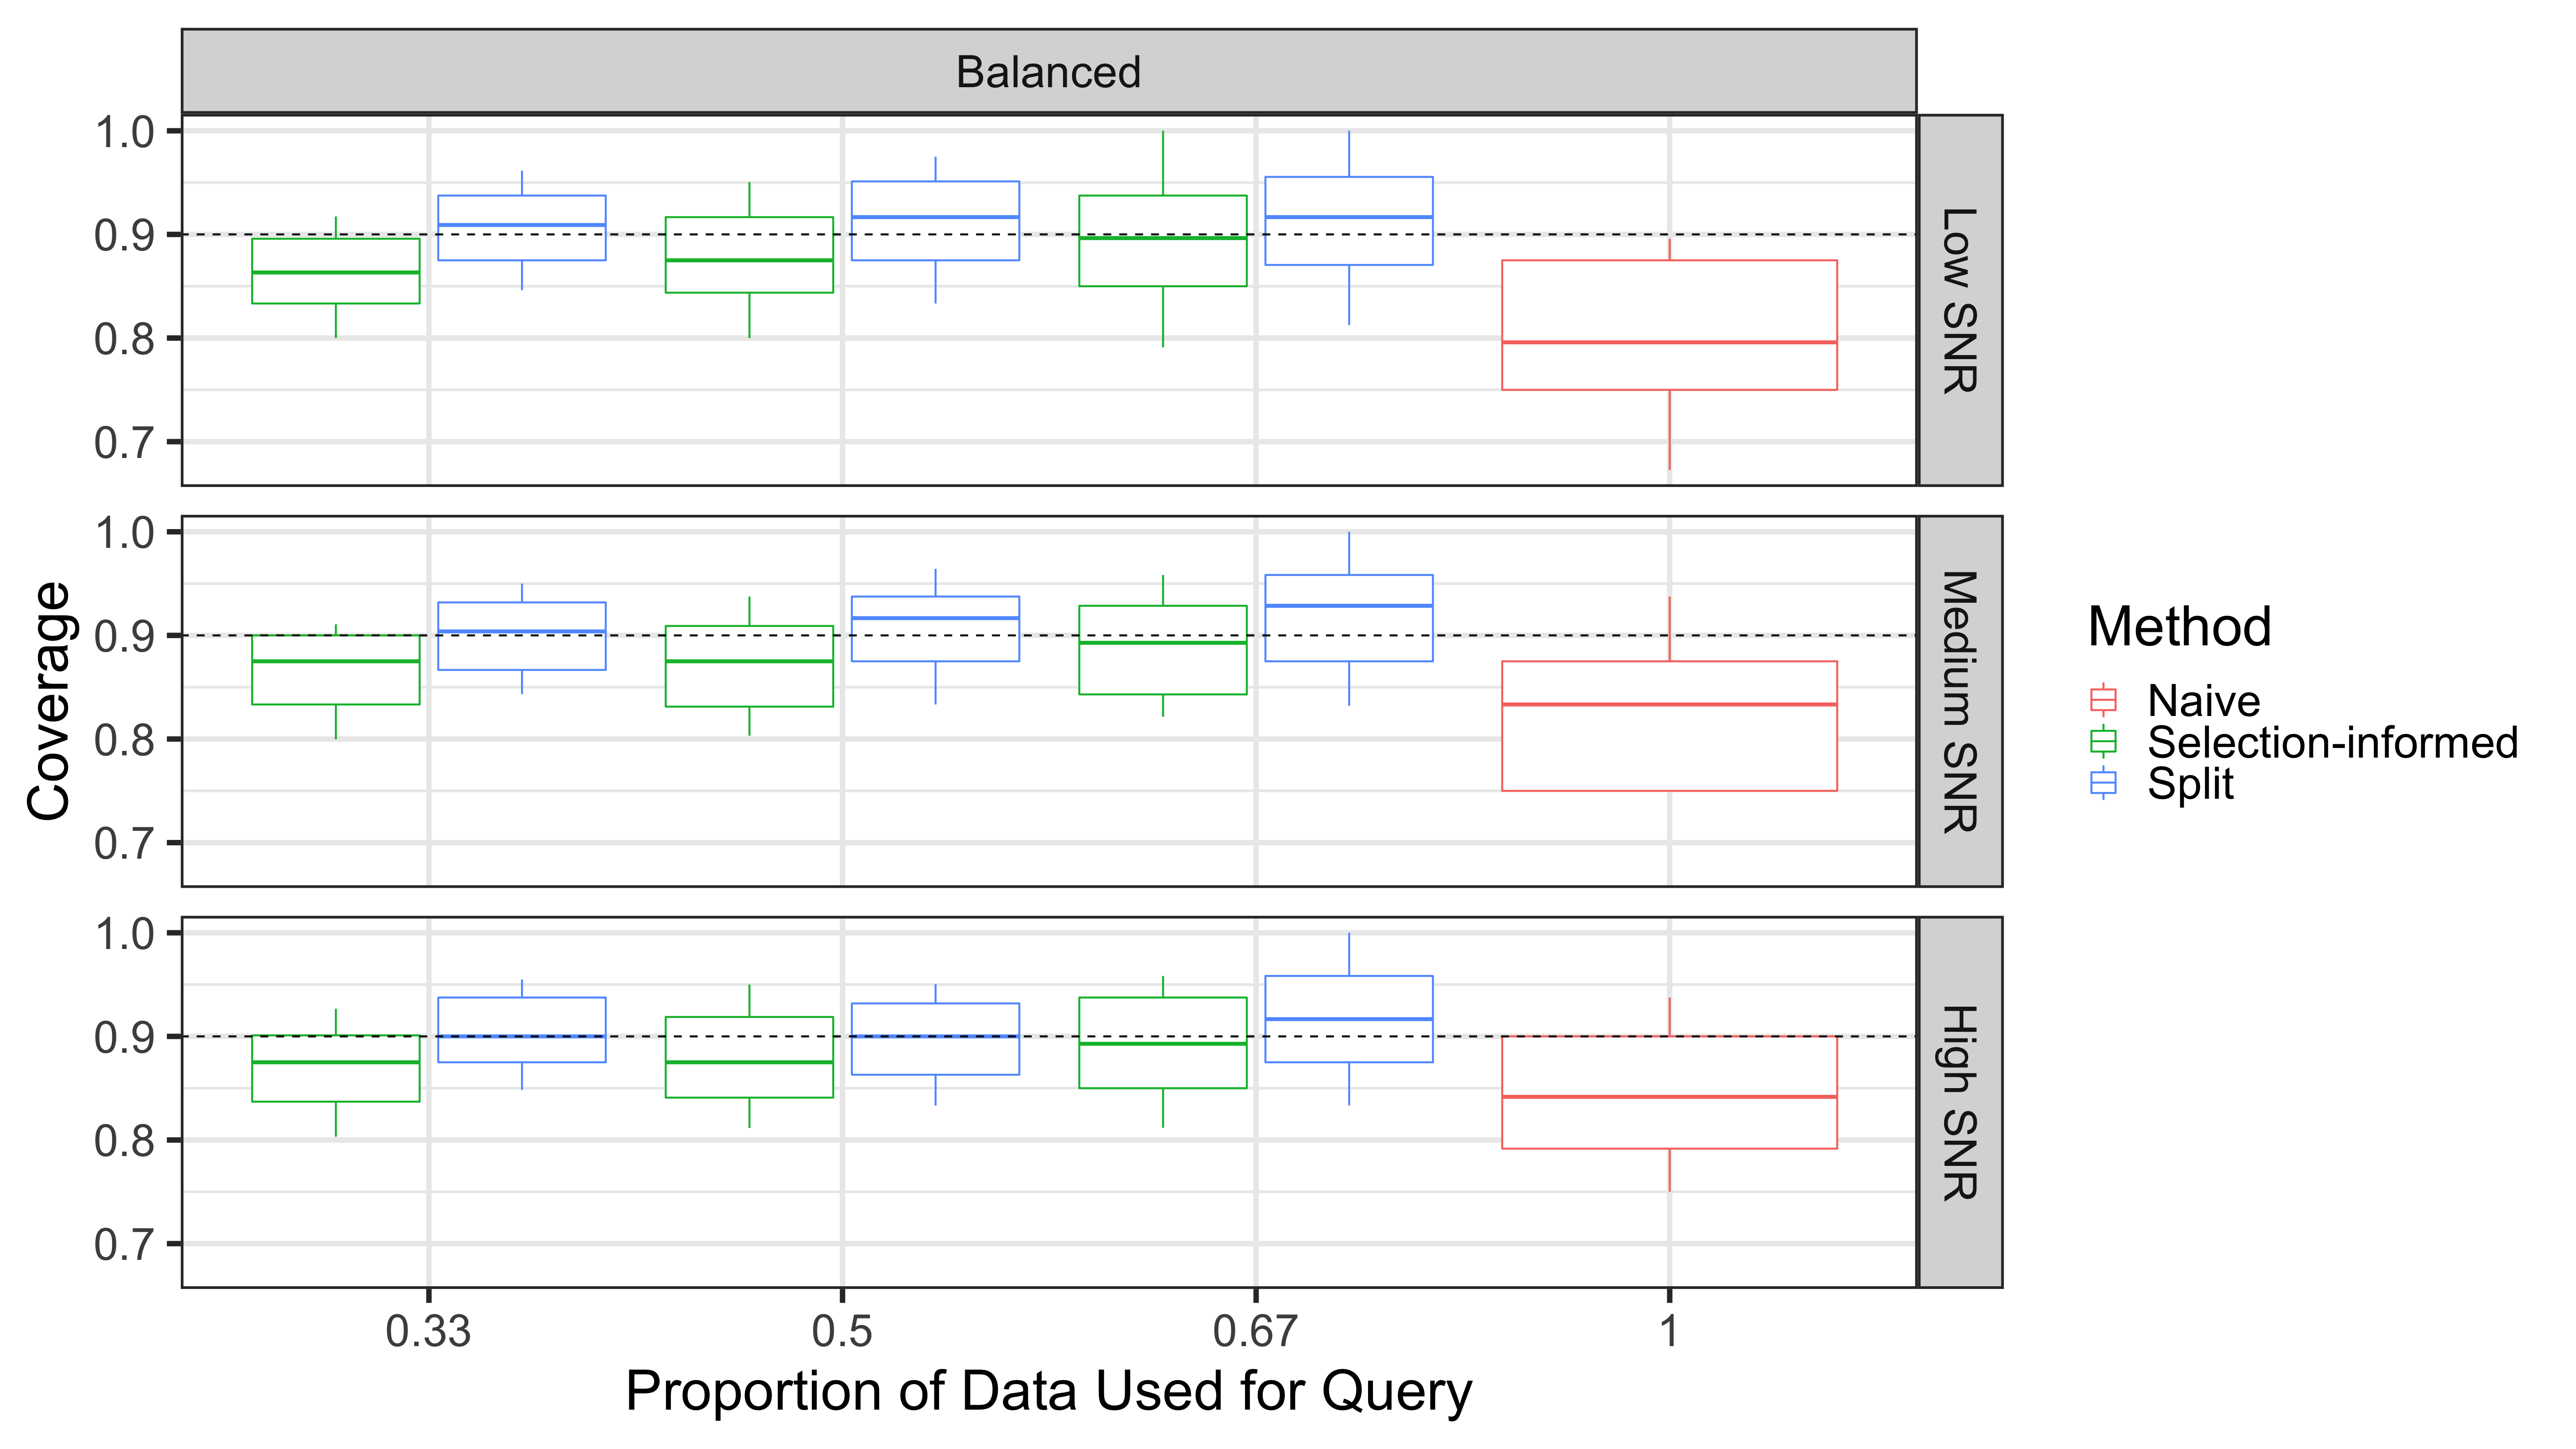 Balanced
1.0
0.9
0.8
0.7
Low SNR
1.0
0.9
0.8
0.7
Medium SNR
1.0
0.9
0.8
0.7
High SNR
Coverage
0.33
0.5
0.67
1
Proportion of Data Used for Query
Method
Naive
Selection-informed
Split